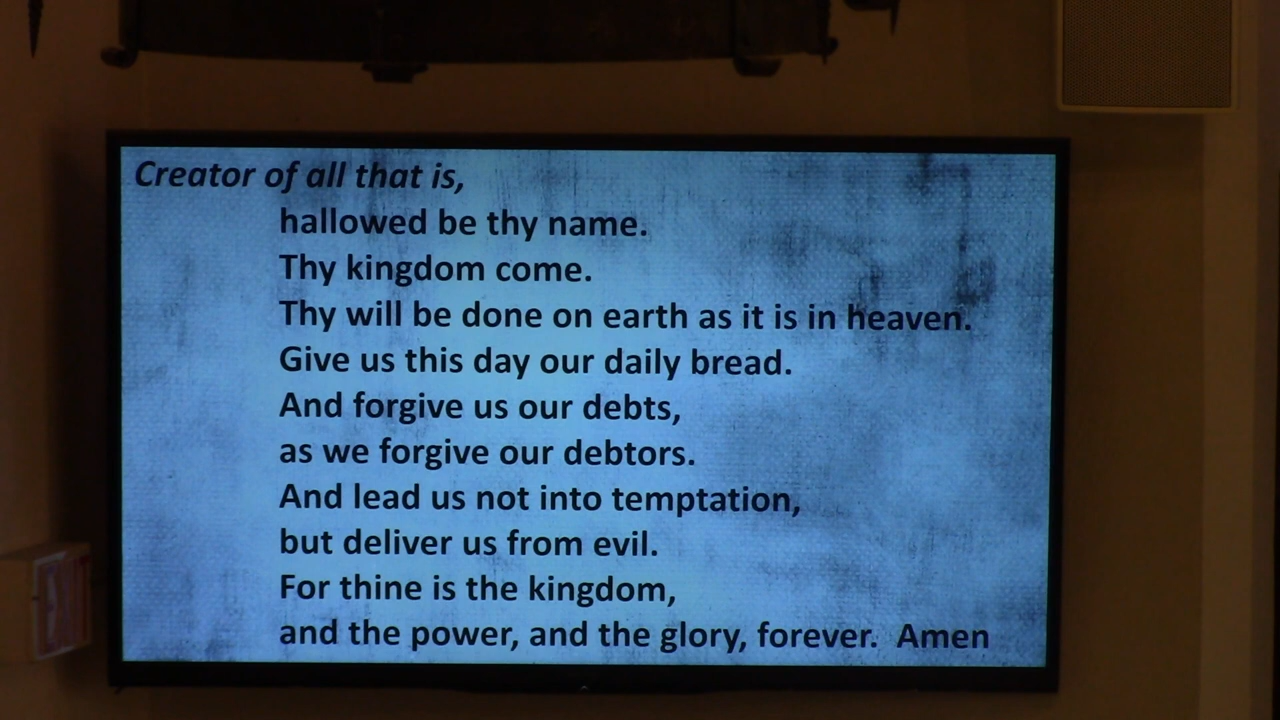 Creator of all that is,
hallowed be thy name.
Thy kingdom come.
Thy will be done on earth as it is in heaven.
Give us this day our daily bread.
And forgive us our debts,
as we forgive our debtors.
And lead us not into temptation,
but deliver us from evil.
For thine is the kingdom,
and the power, and the glory, forever. Amen